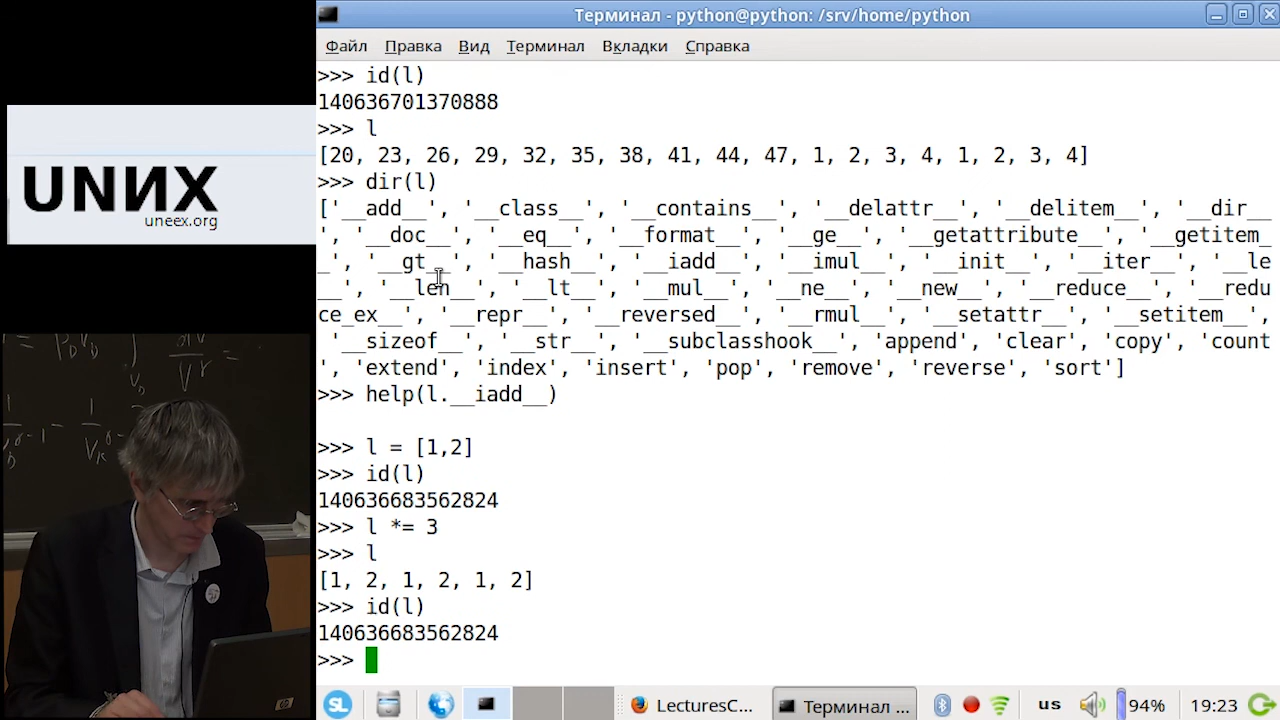 UNИX
uneex.org
Терминал - python@python: /srv/home/python
Файл Правка Вид Терминал Вкладки Справка
>>> id(l)
140636701370888
>>> l
[20, 23, 26, 29, 32, 35, 38, 41, 44, 47, 1, 2, 3, 4, 1, 2, 3, 4]
>>> dir(l)
['__add__', '__class__', '__contains__', '__delattr__', '__delitem__', '__dir__
', '__doc__', '__eq__', '__format__', '__ge__', '__getattribute__', '__getitem_
_', '__gt__', '__hash__', '__iadd__', '__imul__', '__init__', '__iter__', '__le
__', '__len__', '__lt__', '__mul__', '__ne__', '__new__', '__reduce__', '__redu
ce_ex__', '__repr__', '__reversed__', '__rmul__', '__setattr__', '__setitem__',
'__sizeof__', '__str__', '__subclasshook__', 'append', 'clear', 'copy', 'count
', 'extend', 'index', 'insert', 'pop', 'remove', 'reverse', 'sort']
>>> help(l.__iadd__)
>>> l = [1,2]
>>> id(l)
140636683562824
>>> l *= 3
>>> l
[1, 2, 1, 2, 1, 2]
>>> id(l)
140636683562824
>>>
SL LecturesC... Терминал ... us 94% 19:23